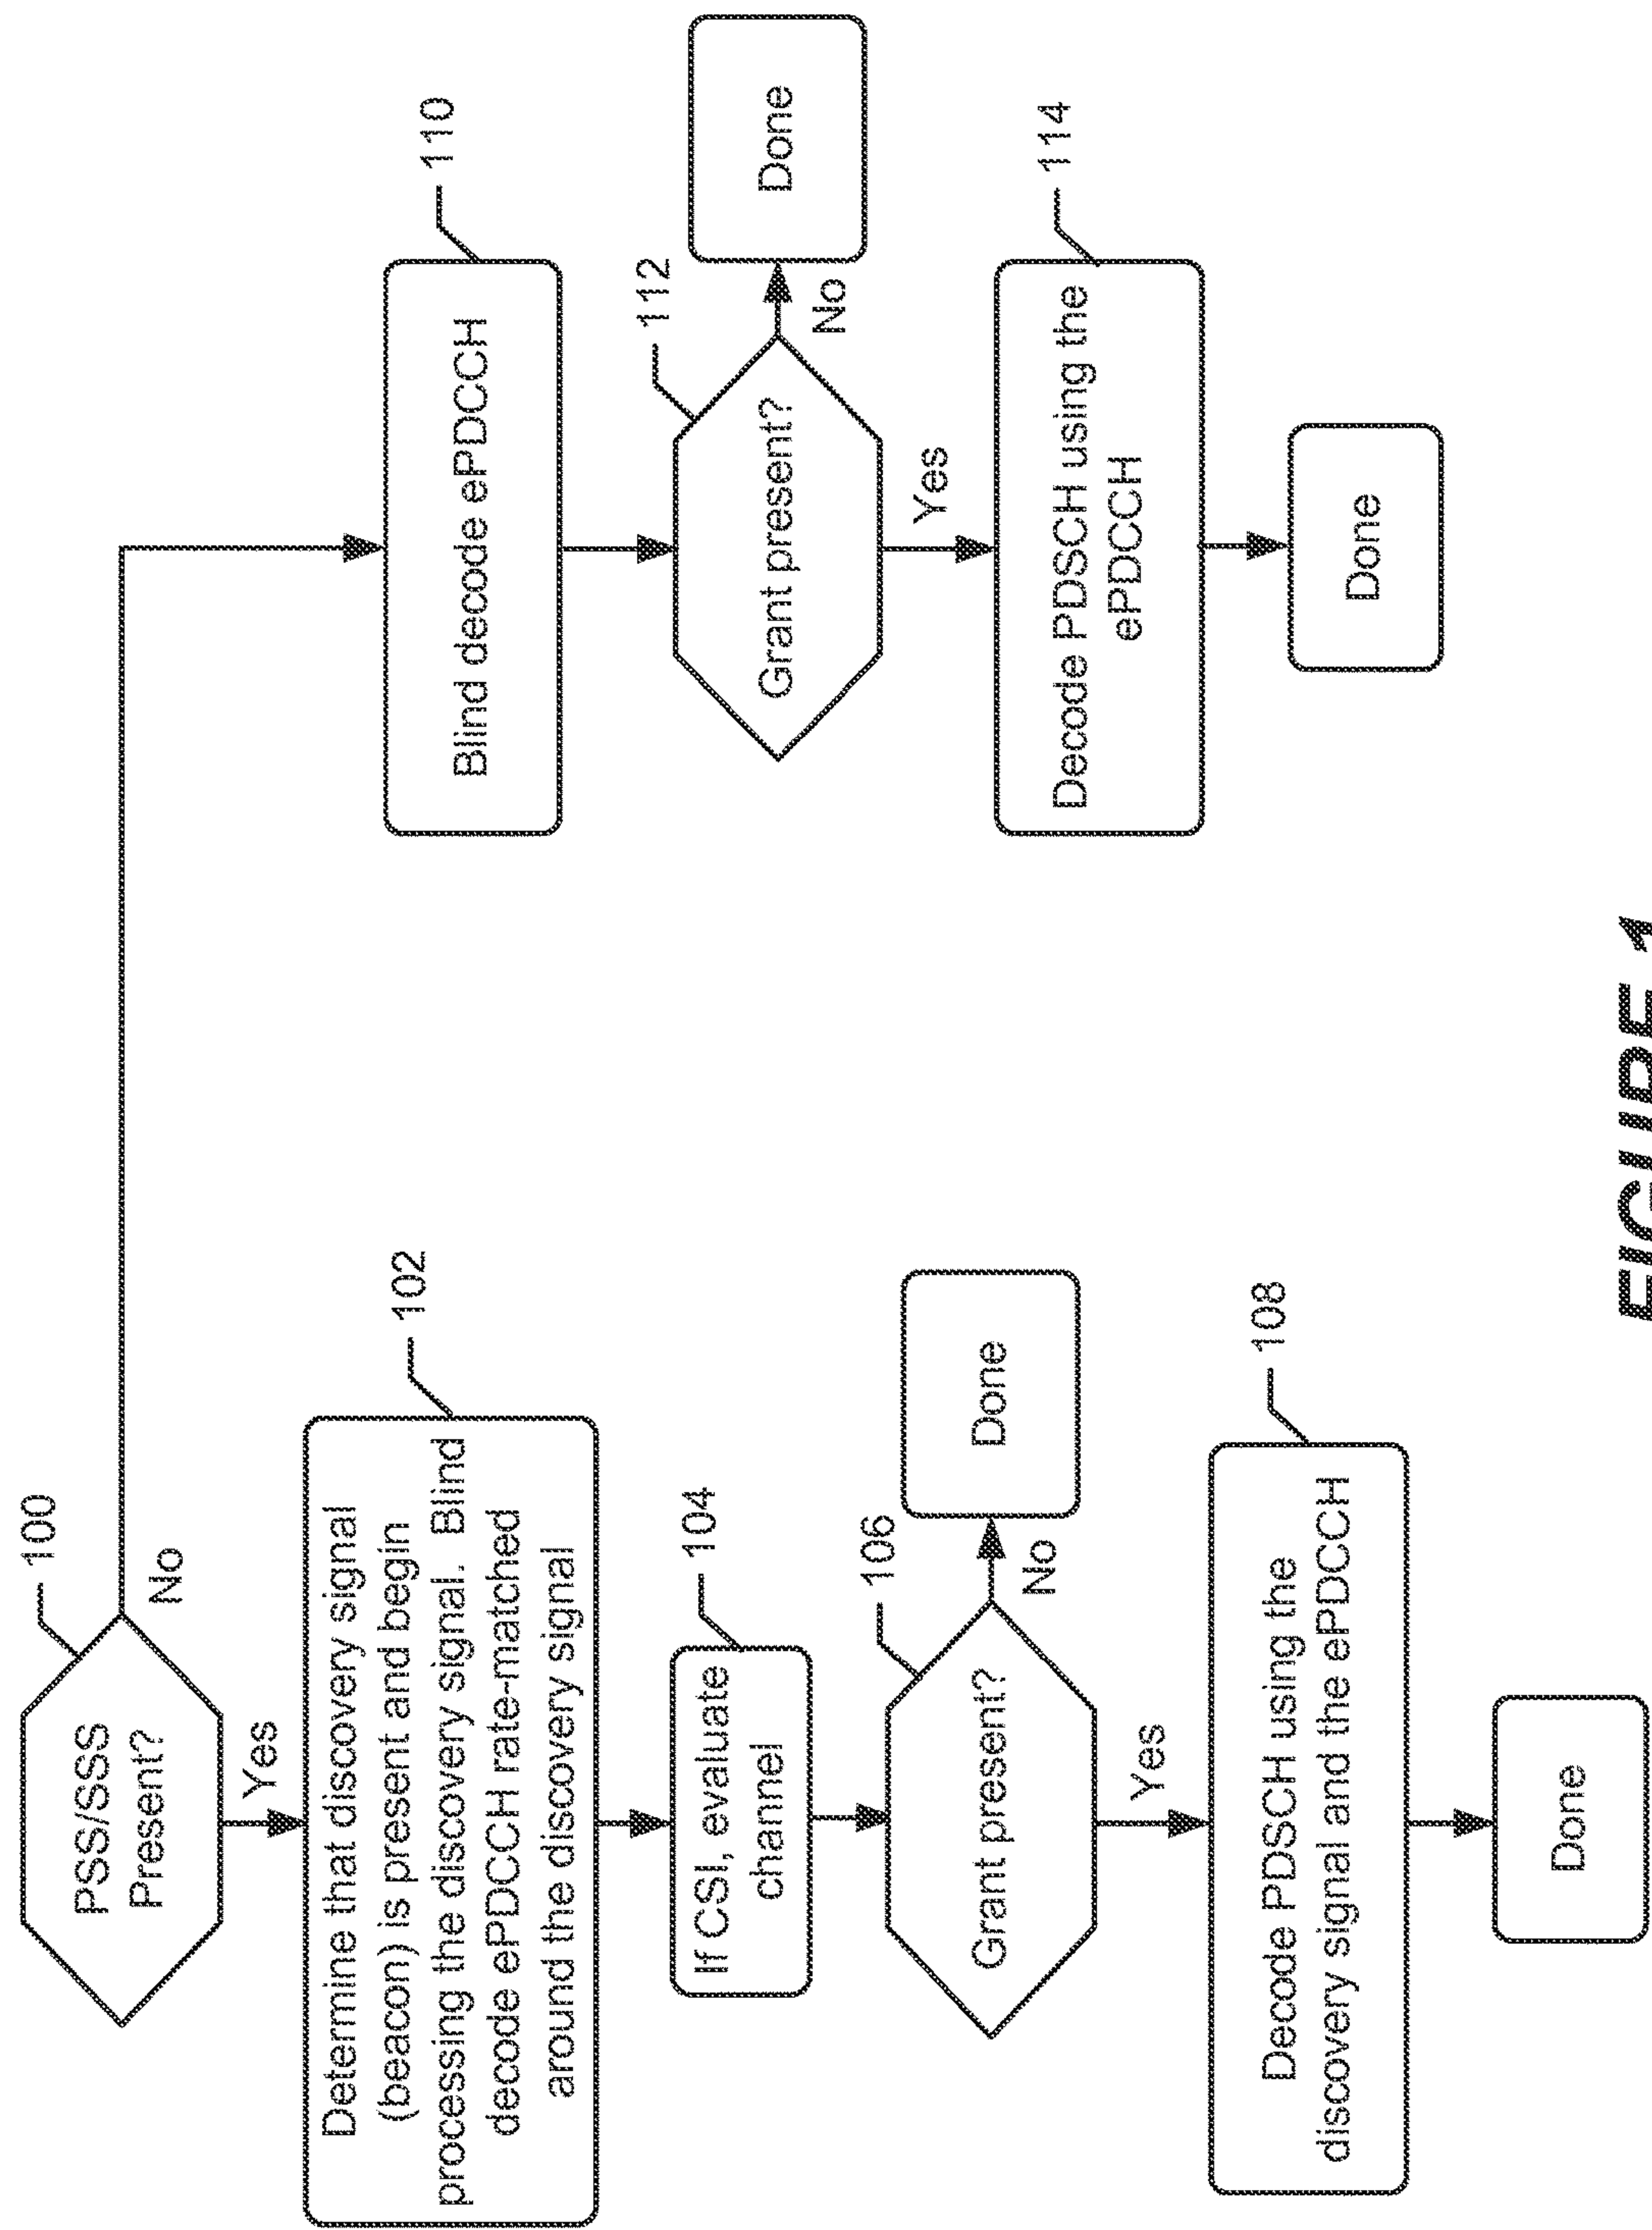 100
PSS/SSS
Present?
No
Yes
102
Determine that discovery signal
(beacon) is present and begin
processing the discovery signal. Blind
decode ePDCCH rate-matched
around the discovery signal
104
If CSI, evaluate
channel
106
Grant present?
No
Done
Yes
108
Decode PDSCH using the
discovery signal and the ePDCCH
Done
110
Blind decode ePDCCH
112
Grant present?
No
Done
Yes
114
Decode PDSCH using the
ePDCCH
Done
FIGURE 1